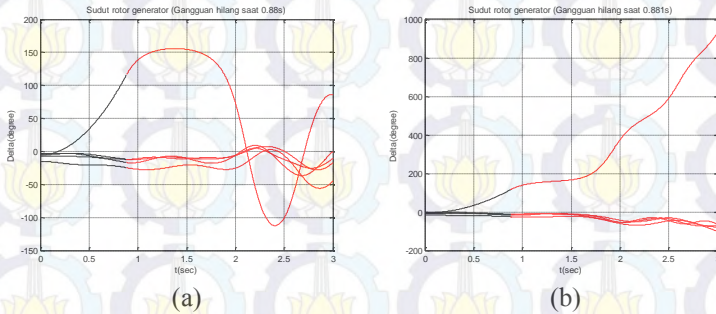 Sudut rotor generator (Gangguan hilang saat 0.88s)
200
150
100
50
0
-50
-100
-150
Delta(degree)
0 0.5 1 1.5 2 2.5 3
t(sec)
(a)
Sudut rotor generator (Gangguan hilang saat 0.881s)
1000
800
600
400
200
0
-200
Delta(degree)
0 0.5 1 1.5 2 2.5
t(sec)
(b)